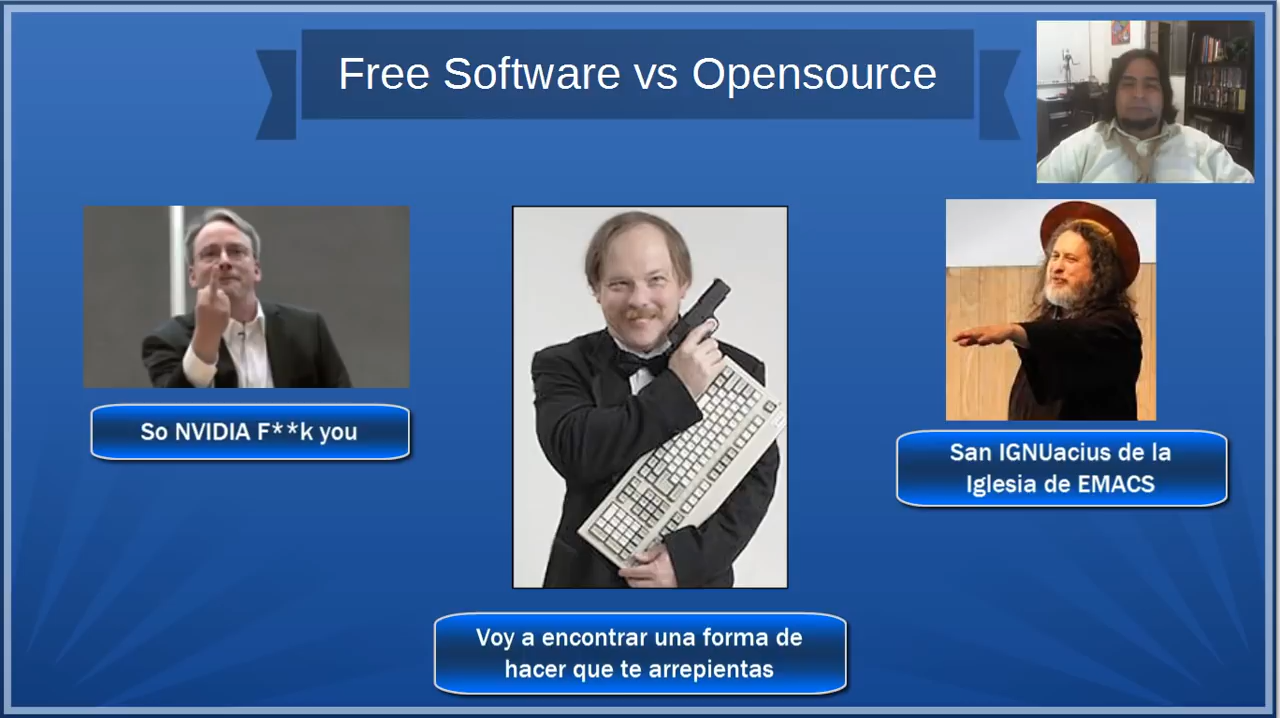 Free Software vs Opensource
So NVIDIA F**k you
San IGNUacius de la
Iglesia de EMACS
Voy a encontrar una forma de
hacer que te arrepientas